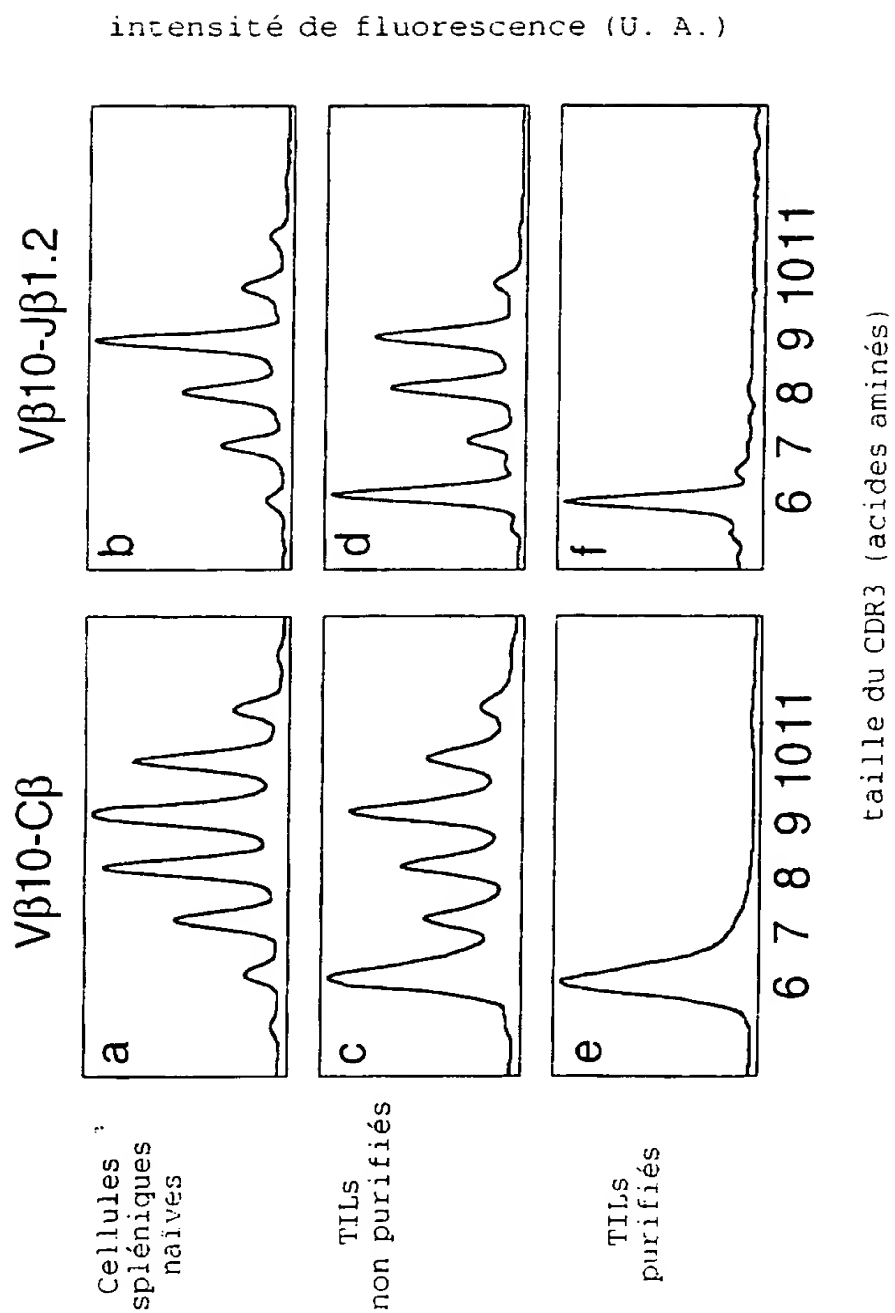 intensité de fluorescence (U. A.)
Vβ10-Cβ
Vβ10-Jβ1.2
Cellules
spléniques
naïves
a
b
TILs
non purifiés
c
d
TILs
purifiés
e
f
6 7 8 9 10 11
6 7 8 9 10 11
taille du CDR3 (acides aminés)